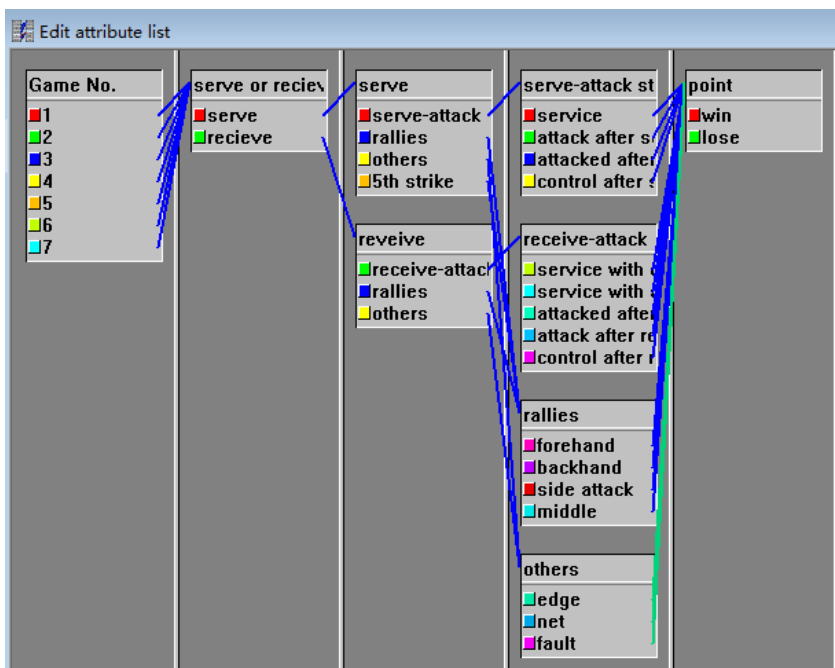 Edit attribute list
Game No.
1
2
3
4
5
6
7
serve or reciev
serve
recieve
serve
serve-attack
rallies
others
5th strike
reveive
receive-attac
rallies
others
serve-attack st
service
attack after s
attacked after
control after s
receive-attack
service with
service with
attacked after
attack after re
control after r
rallies
forehand
backhand
side attack
middle
others
edge
net
fault
point
win
lose